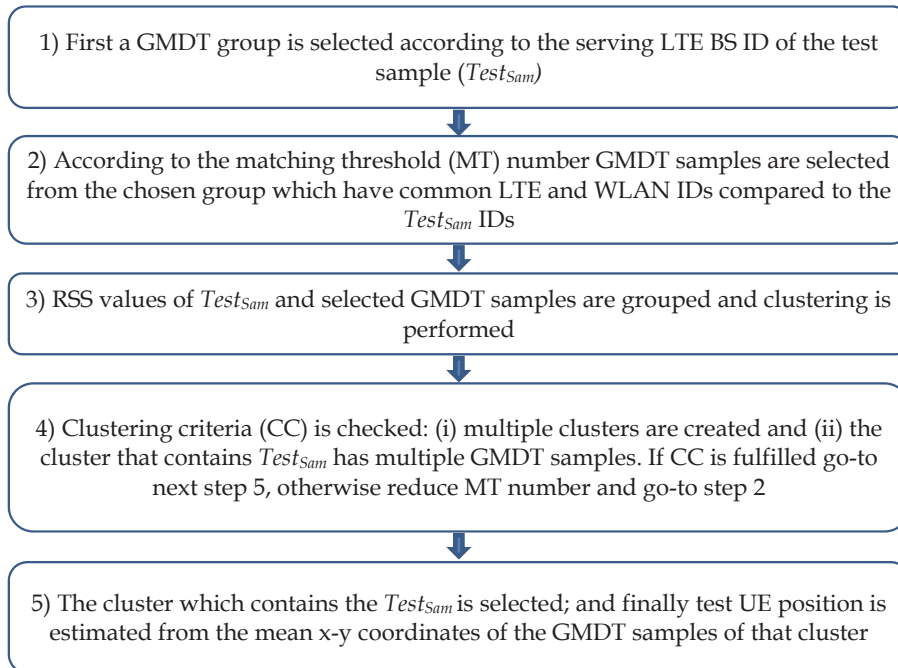 1) First a GMDT group is selected according to the serving LTE BS ID of the test
sample (TestSam)
2) According to the matching threshold (MT) number GMDT samples are selected
from the chosen group which have common LTE and WLAN IDs compared to the
TestSam IDs
3) RSS values of TestSam and selected GMDT samples are grouped and clustering is
performed
4) Clustering criteria (CC) is checked: (i) multiple clusters are created and (ii) the
cluster that contains TestSam has multiple GMDT samples. If CC is fulfilled go-to
next step 5, otherwise reduce MT number and go-to step 2
5) The cluster which contains the TestSam is selected; and finally test UE position is
estimated from the mean x-y coordinates of the GMDT samples of that cluster